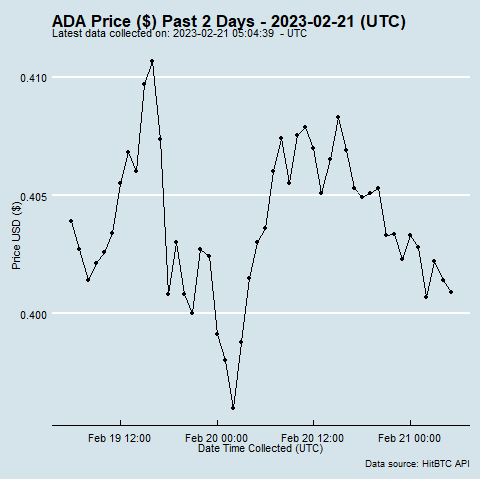 ADA Price ($) Past 2 Days - 2023-02-21 (UTC)
Latest data collected on: 2023-02-21 05:04:39  - UTC
0.410
0.405
0.400
Price USD ($)
Feb 19 12:00
Feb 20 00:00
Feb 20 12:00
Feb 21 00:00
Date Time Collected (UTC)
Data source: HitBTC API